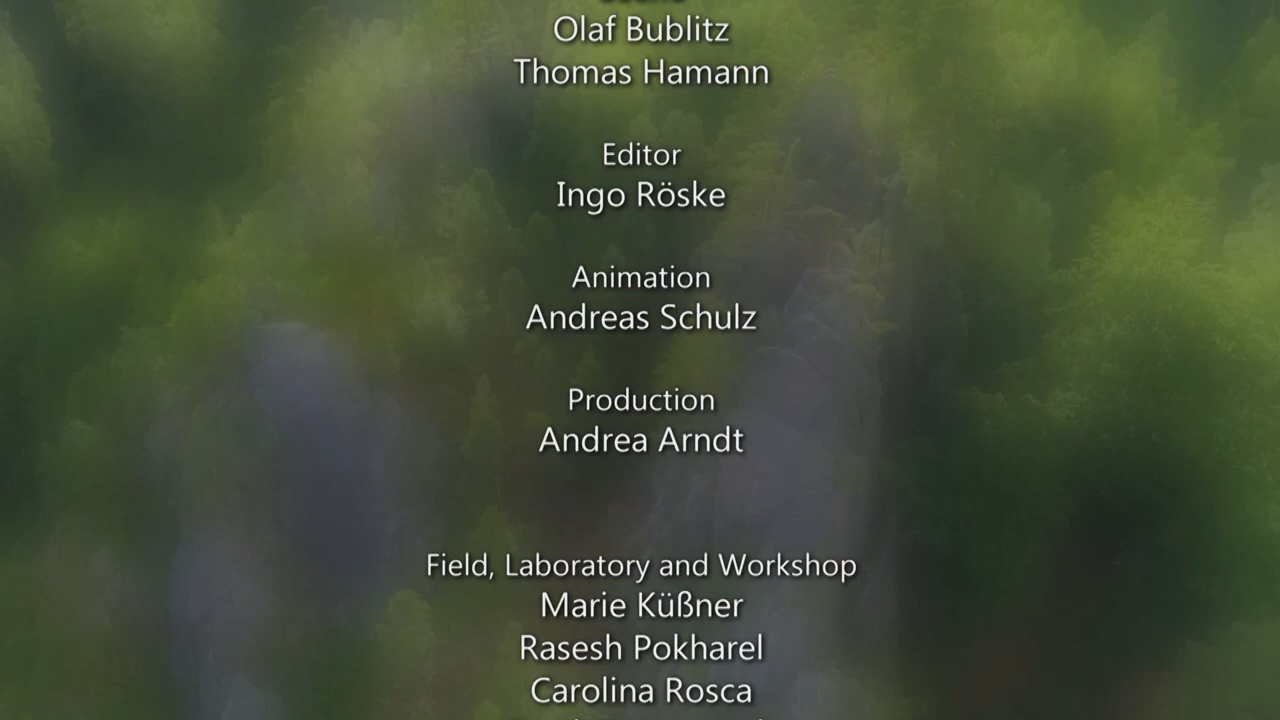 Olaf Bublitz
Thomas Hamann
Editor
Ingo Röske
Animation
Andreas Schulz
Production
Andrea Arndt
Field, Laboratory and Workshop
Marie Küßner
Rasesh Pokharel
Carolina Rosca